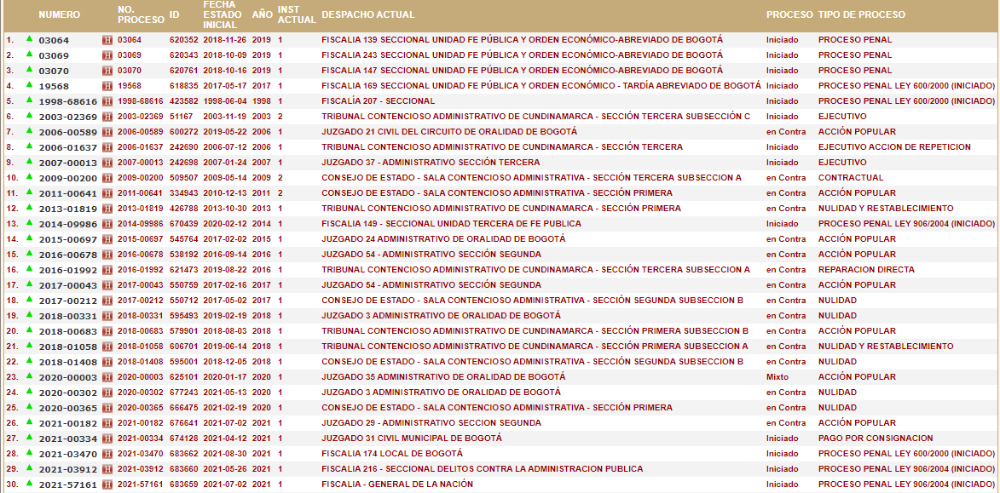 NUMERO NO. PROCESO ID FECHA ESTADO INICIAL AÑO INST ACTUAL DESPACHO ACTUAL PROCESO TIPO DE PROCESO
1. 03064 H 03064 620352 2018-11-26 2019 1 FISCALIA 139 SECCIONAL UNIDAD FE PÚBLICA Y ORDEN ECONÓMICO-ABREVIADO DE BOGOTÁ Iniciado PROCESO PENAL
2. 03069 H 03069 620343 2018-10-09 2019 1 FISCALIA 243 SECCIONAL UNIDAD FE PÚBLICA Y ORDEN ECONÓMICO-ABREVIADO DE BOGOTÁ Iniciado PROCESO PENAL
3. 03070 H 03070 620761 2018-10-16 2019 1 FISCALIA 147 SECCIONAL UNIDAD FE PÚBLICA Y ORDEN ECONÓMICO-ABREVIADO DE BOGOTÁ Iniciado PROCESO PENAL
4. 19568 H 19568 618835 2017-05-17 2017 1 FISCALIA 169 SECCIONAL UNIDAD FE PÚBLICA Y ORDEN ECONÓMICO - TARDÍA ABREVIADO DE BOGOTÁ Iniciado PROCESO PENAL LEY 600/2000 (INICIADO)
5. 1998-68616 H 1998-68616 423582 1998-06-04 1998 1 FISCALÍA 207 - SECCIONAL Iniciado PROCESO PENAL LEY 600/2000 (INICIADO)
6. 2003-02369 H 2003-02369 51167 2003-11-19 2003 2 TRIBUNAL CONTENCIOSO ADMINISTRATIVO DE CUNDINAMARCA - SECCIÓN TERCERA SUBSECCIÓN C Iniciado EJECUTIVO
7. 2006-00589 H 2006-00589 600272 2019-05-22 2006 1 JUZGADO 21 CIVIL DEL CIRCUITO DE ORALIDAD DE BOGOTÁ en Contra ACCIÓN POPULAR
8. 2006-01637 H 2006-01637 242690 2006-07-12 2006 1 TRIBUNAL CONTENCIOSO ADMINISTRATIVO DE CUNDINAMARCA - SECCIÓN TERCERA Iniciado EJECUTIVO ACCION DE REPETICION
9. 2007-00013 H 2007-00013 242698 2007-01-24 2007 1 JUZGADO 37 - ADMINISTRATIVO SECCIÓN TERCERA Iniciado EJECUTIVO
10. 2009-00200 H 2009-00200 509507 2009-05-14 2009 2 CONSEJO DE ESTADO - SALA CONTENCIOSO ADMINISTRATIVA - SECCIÓN TERCERA SUBSECCION A en Contra CONTRACTUAL
11. 2011-00641 H 2011-00641 334943 2010-12-13 2011 2 CONSEJO DE ESTADO - SALA CONTENCIOSO ADMINISTRATIVA - SECCIÓN PRIMERA en Contra ACCIÓN POPULAR
12. 2013-01819 H 2013-01819 426788 2013-10-30 2013 1 TRIBUNAL CONTENCIOSO ADMINISTRATIVO DE CUNDINAMARCA - SECCIÓN PRIMERA en Contra NULIDAD Y RESTABLECIMIENTO
13. 2014-09986 H 2014-09986 670439 2020-02-12 2014 1 FISCALIA 149 - SECCIONAL UNIDAD TERCERA DE FE PUBLICA Iniciado PROCESO PENAL LEY 906/2004 (INICIADO)
14. 2015-00697 H 2015-00697 545764 2017-02-02 2015 1 JUZGADO 24 ADMINISTRATIVO DE ORALIDAD DE BOGOTÁ en Contra ACCIÓN POPULAR
15. 2016-00678 H 2016-00678 538192 2016-09-14 2016 1 JUZGADO 54 - ADMINISTRATIVO SECCIÓN SEGUNDA en Contra ACCIÓN POPULAR
16. 2016-01992 H 2016-01992 621473 2019-08-22 2016 1 TRIBUNAL CONTENCIOSO ADMINISTRATIVO DE CUNDINAMARCA - SECCIÓN TERCERA SUBSECCION A en Contra REPARACION DIRECTA
17. 2017-00043 H 2017-00043 550759 2017-02-16 2017 1 JUZGADO 54 - ADMINISTRATIVO SECCIÓN SEGUNDA en Contra ACCIÓN POPULAR
18. 2017-00212 H 2017-00212 550712 2017-05-02 2017 1 CONSEJO DE ESTADO - SALA CONTENCIOSO ADMINISTRATIVA - SECCIÓN SEGUNDA SUBSECCION B en Contra NULIDAD
19. 2018-00331 H 2018-00331 595493 2019-02-19 2018 1 JUZGADO 3 ADMINISTRATIVO DE ORALIDAD DE BOGOTÁ en Contra NULIDAD
20. 2018-00683 H 2018-00683 579901 2018-08-03 2018 1 TRIBUNAL CONTENCIOSO ADMINISTRATIVO DE CUNDINAMARCA - SECCIÓN PRIMERA SUBSECCION B en Contra ACCIÓN POPULAR
21. 2018-01058 H 2018-01058 606701 2019-06-14 2018 1 TRIBUNAL CONTENCIOSO ADMINISTRATIVO DE CUNDINAMARCA - SECCIÓN PRIMERA SUBSECCION A en Contra NULIDAD Y RESTABLECIMIENTO
22. 2018-01408 H 2018-01408 595001 2018-12-05 2018 1 CONSEJO DE ESTADO - SALA CONTENCIOSO ADMINISTRATIVA - SECCIÓN SEGUNDA SUBSECCION B en Contra NULIDAD
23. 2020-00003 H 2020-00003 625101 2020-01-17 2020 1 JUZGADO 35 ADMINISTRATIVO DE ORALIDAD DE BOGOTÁ Mixto ACCIÓN POPULAR
24. 2020-00302 H 2020-00302 677243 2021-05-13 2020 1 JUZGADO 3 ADMINISTRATIVO DE ORALIDAD DE BOGOTÁ en Contra NULIDAD
25. 2020-00365 H 2020-00365 666475 2021-02-19 2020 1 CONSEJO DE ESTADO - SALA CONTENCIOSO ADMINISTRATIVA - SECCIÓN PRIMERA en Contra NULIDAD
26. 2021-00182 H 2021-00182 676641 2021-07-02 2021 1 JUZGADO 29 - ADMINISTRATIVO SECCION SEGUNDA en Contra ACCIÓN POPULAR
27. 2021-00334 H 2021-00334 674128 2021-04-12 2021 1 JUZGADO 31 CIVIL MUNICIPAL DE BOGOTÁ Iniciado PAGO POR CONSIGNACION
28. 2021-03470 H 2021-03470 683662 2021-08-30 2021 1 FISCALIA 174 LOCAL DE BOGOTÁ Iniciado PROCESO PENAL LEY 600/2000 (INICIADO)
29. 2021-03912 H 2021-03912 683660 2021-05-26 2021 1 FISCALIA 216 - SECCIONAL DELITOS CONTRA LA ADMINISTRACION PUBLICA Iniciado PROCESO PENAL LEY 906/2004 (INICIADO)
30. 2021-57161 H 2021-57161 683659 2021-07-02 2021 1 FISCALIA - GENERAL DE LA NACIÓN Iniciado PROCESO PENAL LEY 906/2004 (INICIADO)